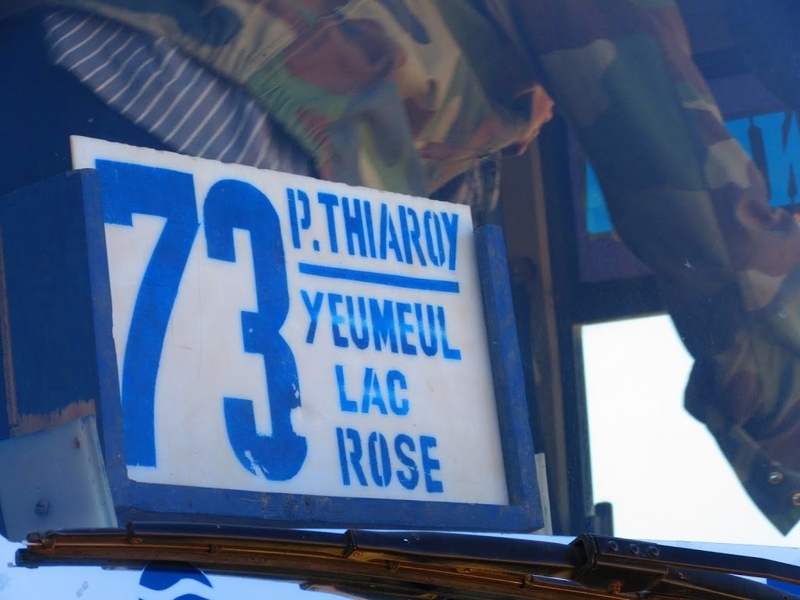 73
P.THIAROY
YEUMEUL
LAC
ROSE